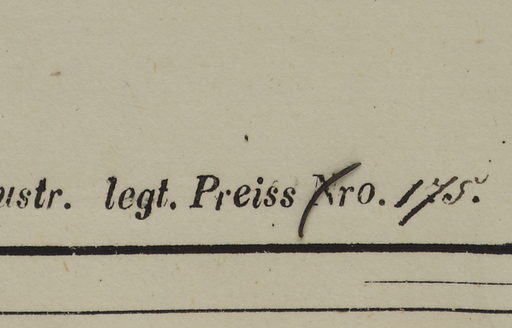 ustr. legt. Preiss Nro. 175.